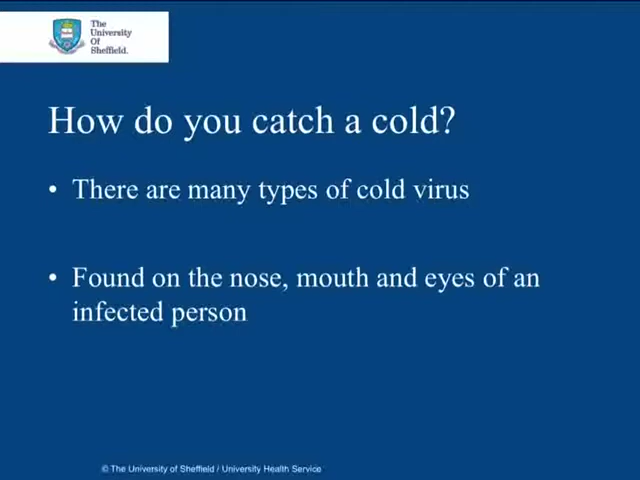 The
University
Of
Sheffield.
How do you catch a cold?
• There are many types of cold virus
• Found on the nose, mouth and eyes of an
infected person
© The University of Sheffield / University Health Service